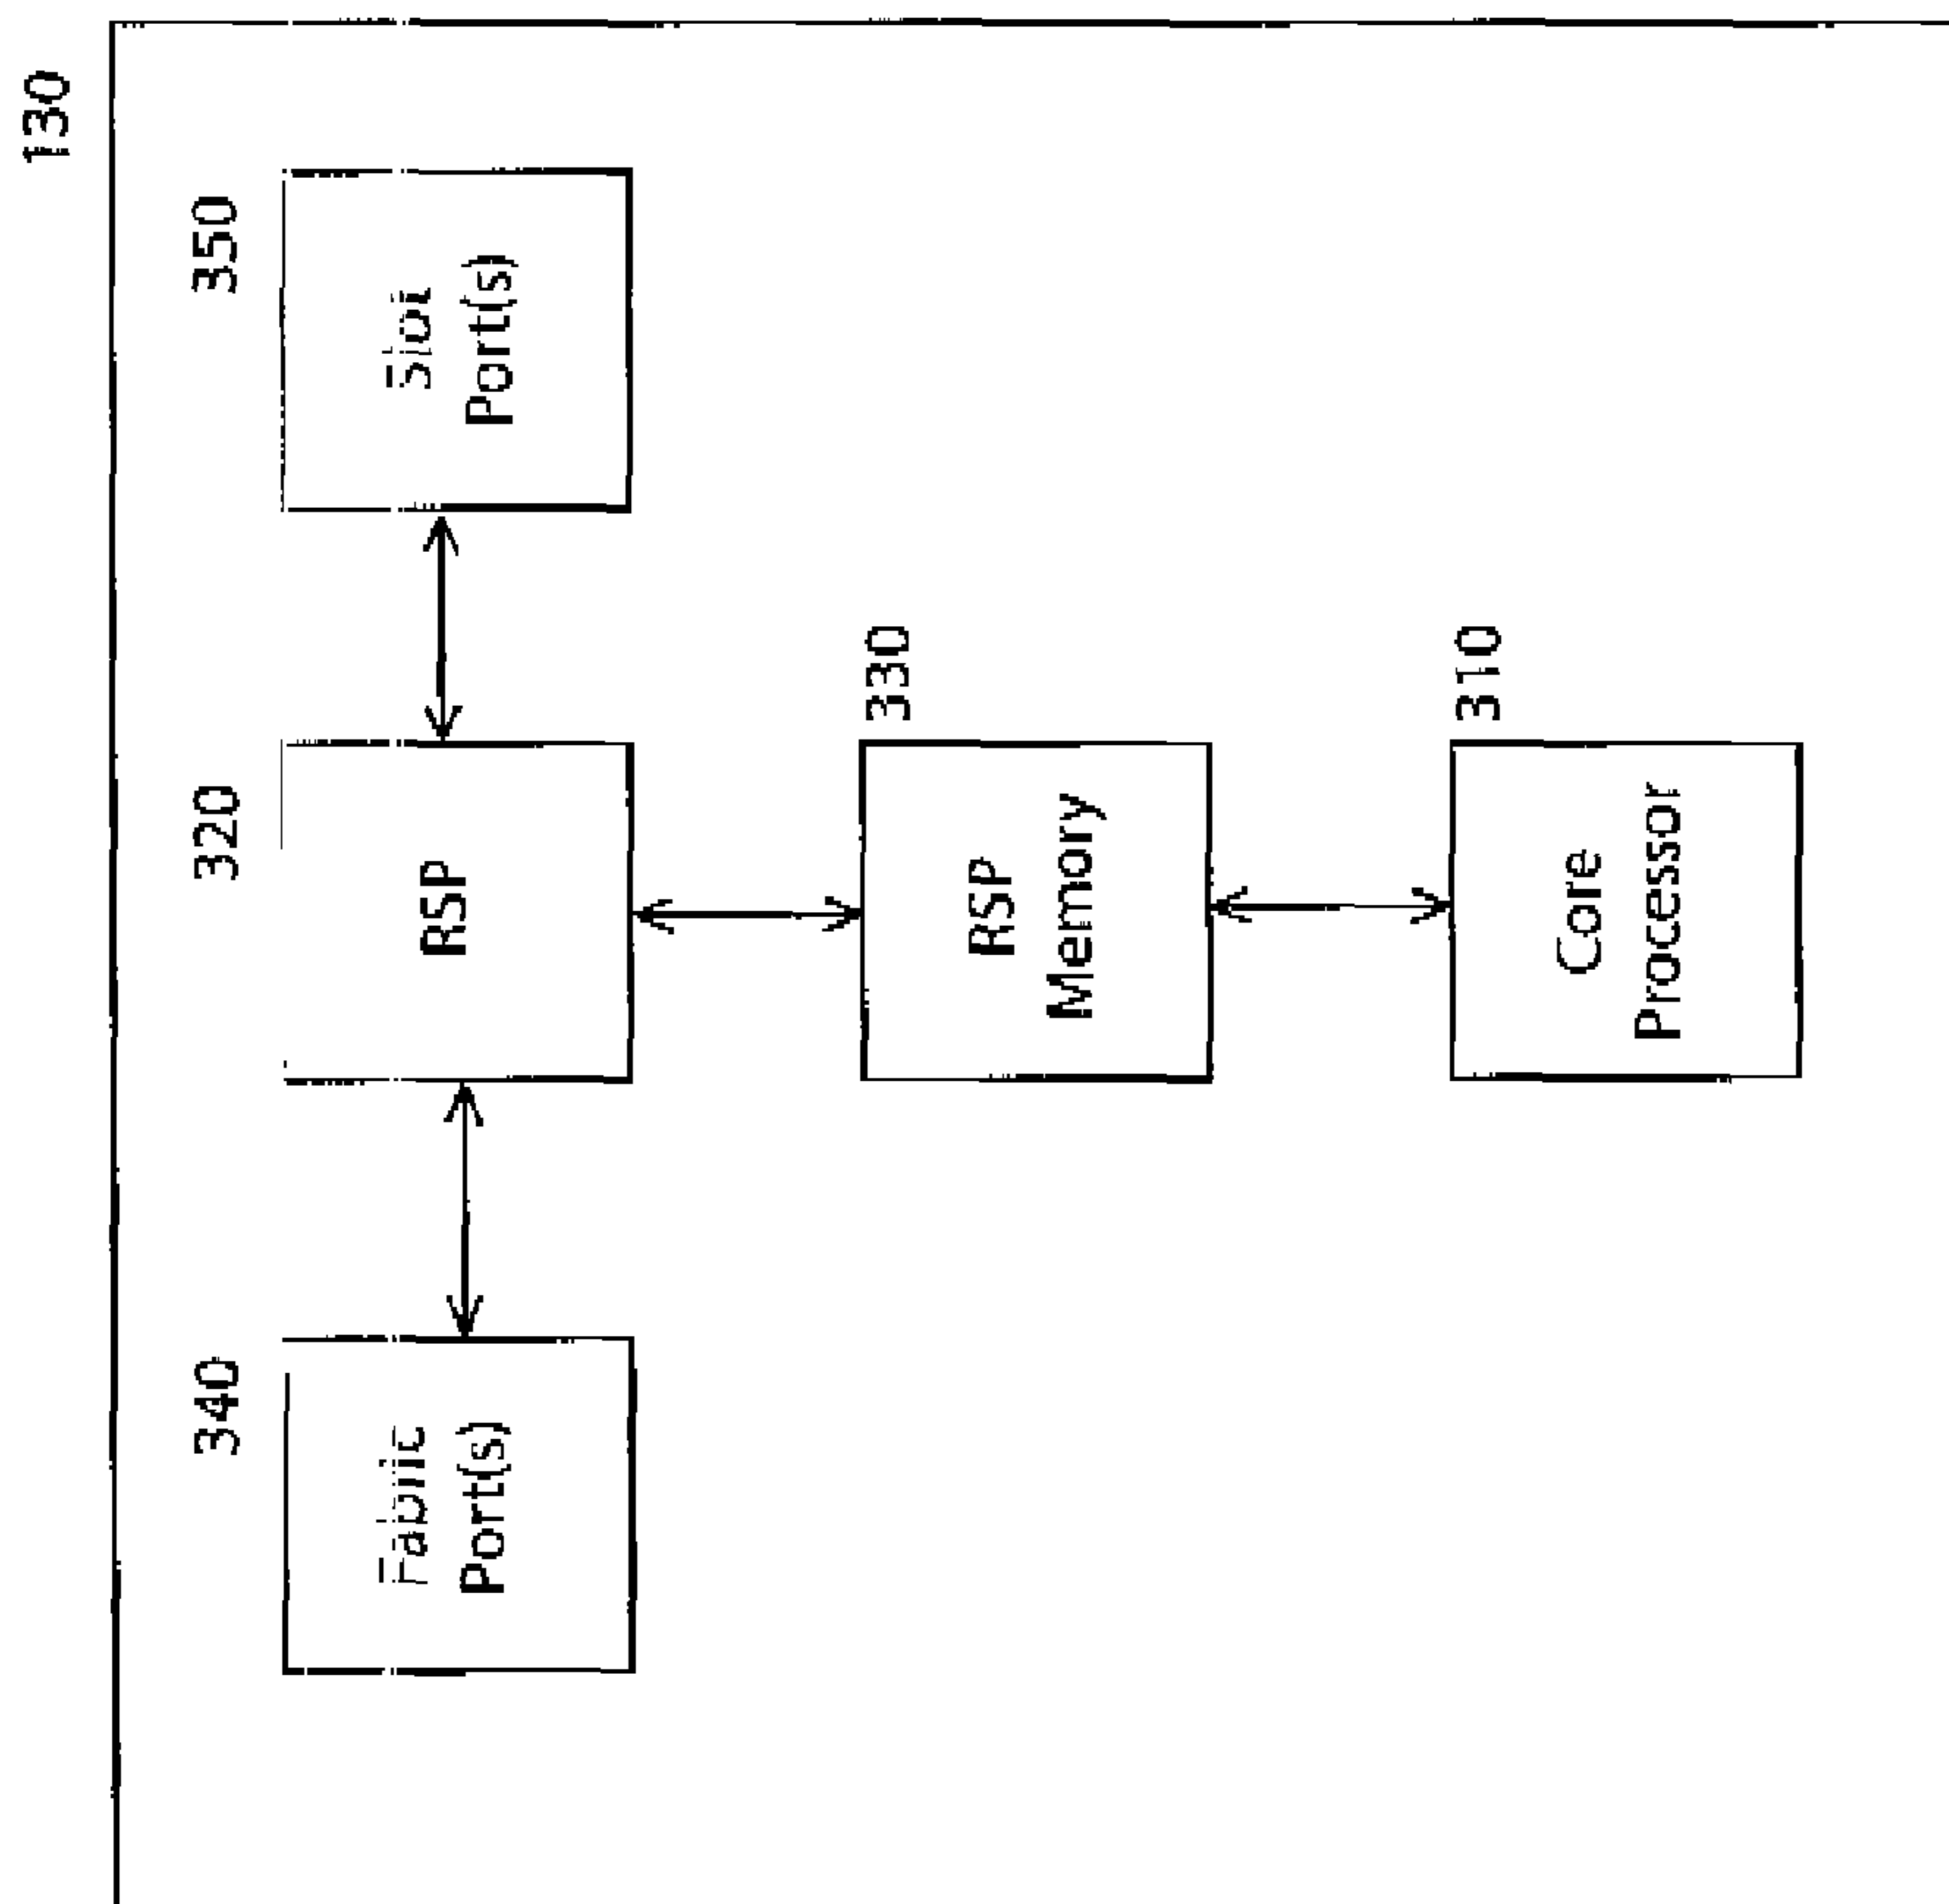 130
340
320
350
Fabric
Port(s)
RSP
Slot
Port(s)
330
RSP
Memory
310
Core
Processor